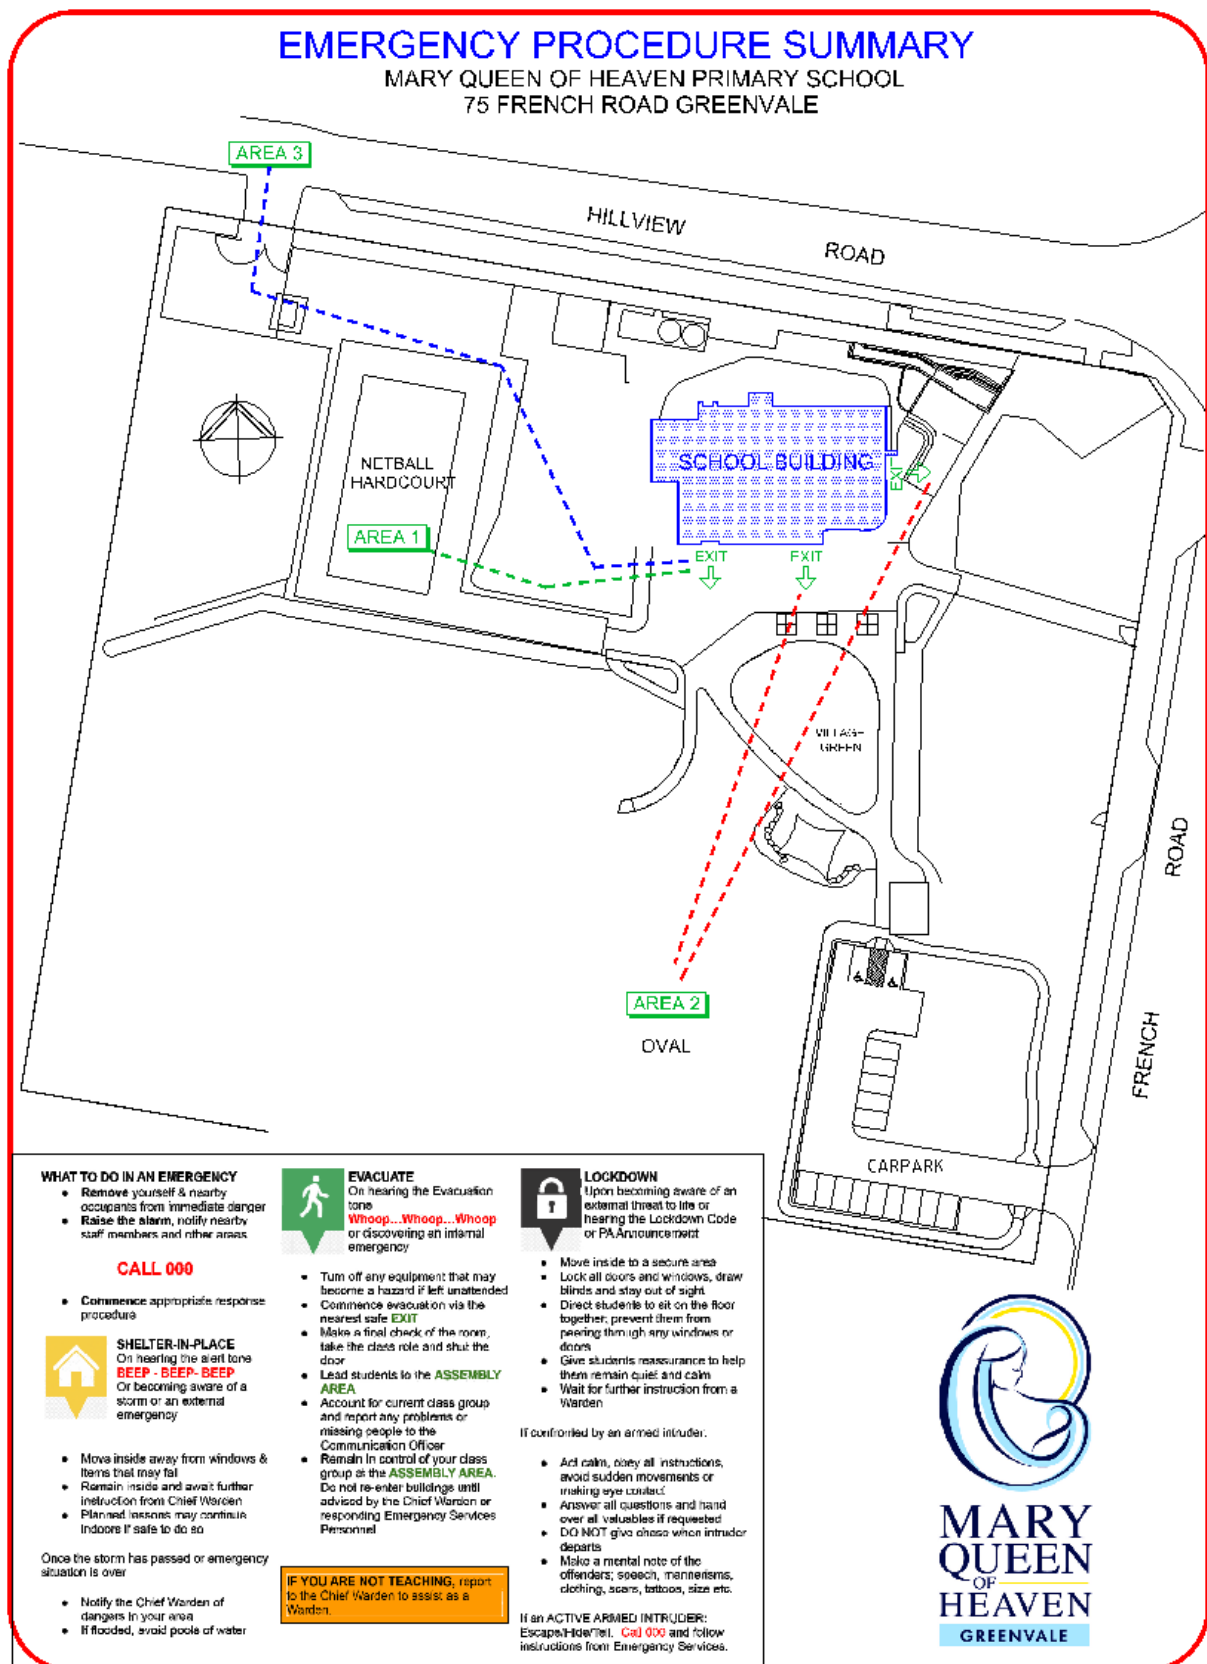 EMERGENCY PROCEDURE SUMMARY
MARY QUEEN OF HEAVEN PRIMARY SCHOOL
75 FRENCH ROAD GREENVALE
AREA 3
HILLVIEW
ROAD
NETBALL
HARDCOURT
SCHOOL BUILDING
EXIT
AREA 1
EXIT
EXIT
VILLAGE
GREEN
ROAD
FRENCH
AREA 2
OVAL
CARPARK
WHAT TO DO IN AN EMERGENCY
• Remove yourself & nearby
occupants from immediate danger
• Raise the alarm, notify nearby
staff members and other areas
CALL 000
• Commence appropriate response
procedure
SHELTER-IN-PLACE
On hearing the alert tone
BEEP - BEEP- BEEP
Or becoming aware of a
storm or an external
emergency
• Move inside away from windows &
items that may fall
• Remain inside and await further
instruction from Chief Warden
• Planned lessons may continue
indoors if safe to do so
Once the storm has passed or emergency
situation is over
• Notify the Chief Warden of
dangers in your area
• If flooded, avoid pools of water
EVACUATE
On hearing the Evacuation
tone
Whoop...Whoop...Whoop
or discovering an internal
emergency
• Turn off any equipment that may
become a hazard if left unattended
• Commence evacuation via the
nearest safe EXIT
• Make a final check of the room,
take the class role and shut the
door
• Lead students to the ASSEMBLY
AREA
• Account for current class group
and report any problems or
missing people to the
Communication Officer
• Remain in control of your class
group at the ASSEMBLY AREA.
Do not re-enter buildings until
advised by the Chief Warden or
responding Emergency Services
Personnel
IF YOU ARE NOT TEACHING, report
to the Chief Warden to assist as a
Warden.
LOCKDOWN
Upon becoming aware of an
external threat to life or
hearing the Lockdown Code
or PA Announcement
• Move inside to a secure area
• Lock all doors and windows, draw
blinds and stay out of sight
• Direct students to sit on the floor
together; prevent them from
peering through any windows or
doors
• Give students reassurance to help
them remain quiet and calm
• Wait for further instruction from a
Warden
If confronted by an armed intruder:
• Act calm, obey all instructions,
avoid sudden movements or
making eye contact
• Answer all questions and hand
over all valuables if requested
• DO NOT give chase when intruder
departs
• Make a mental note of the
offenders; speech, mannerisms,
clothing, scars, tattoos, size etc.
If an ACTIVE ARMED INTRUDER:
Escape/Hide/Tell. Call 000 and follow
instructions from Emergency Services.
MARY
QUEEN
OF
HEAVEN
GREENVALE